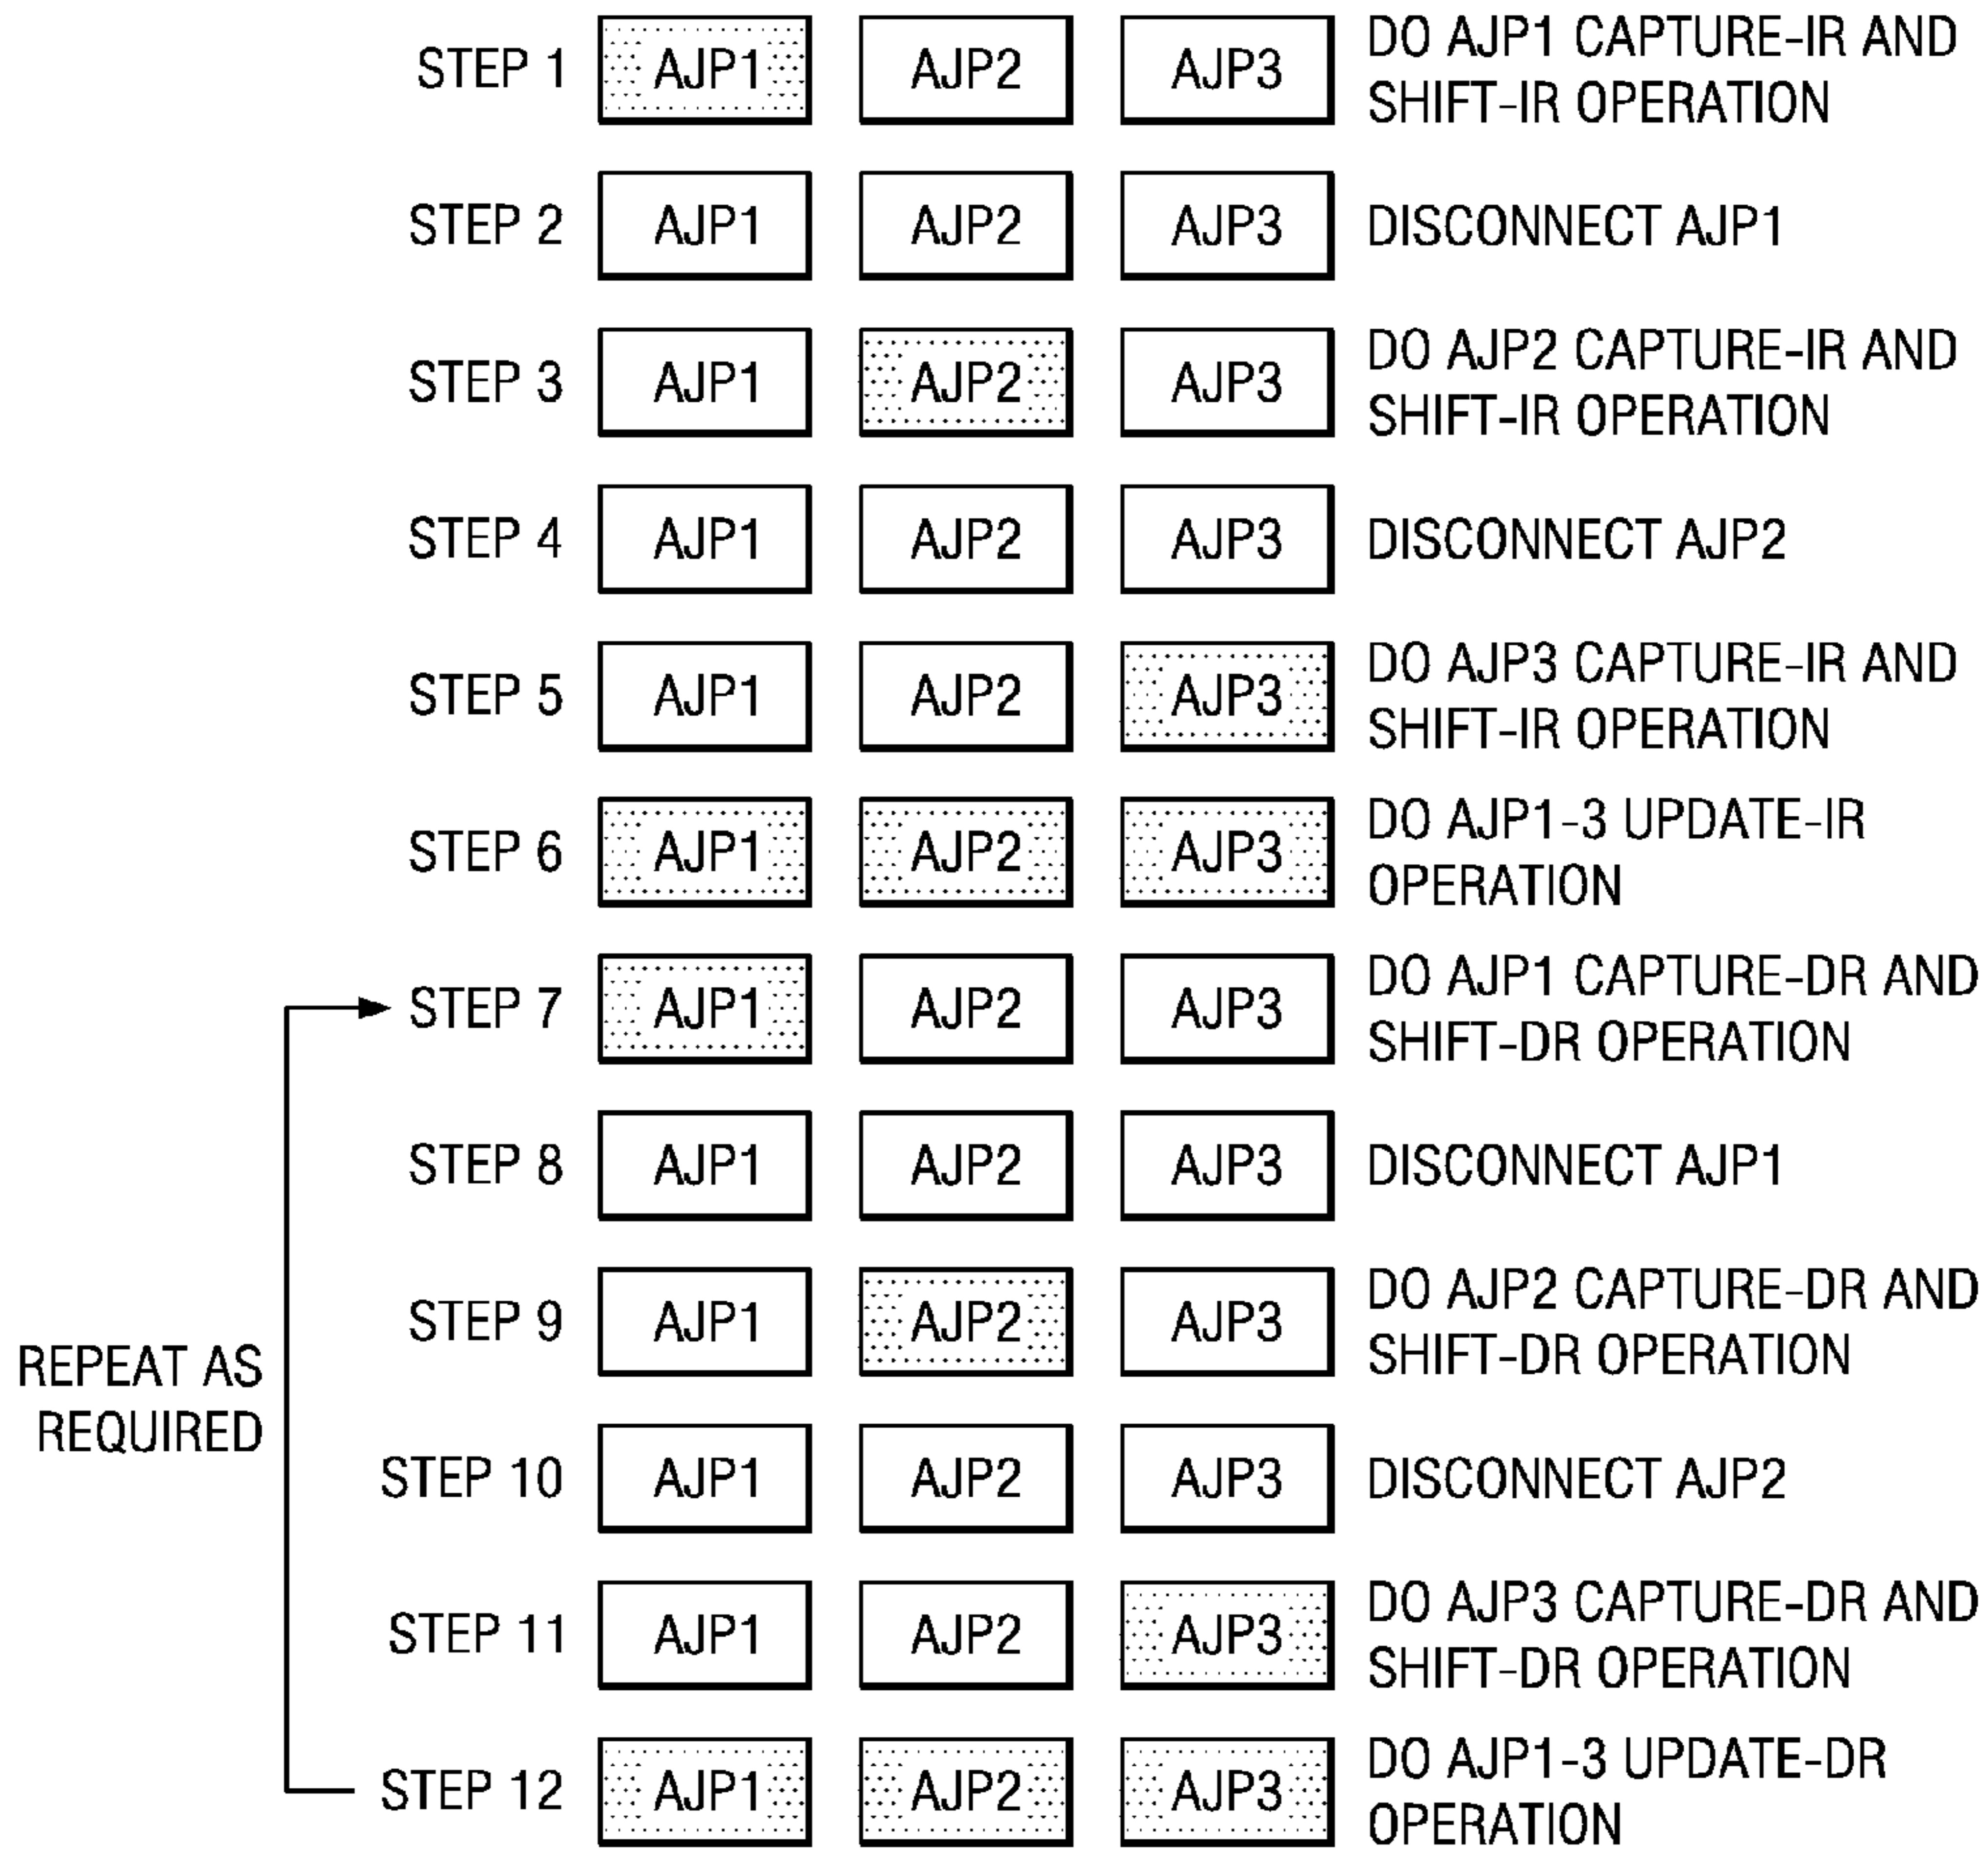 STEP 1 AJP1 AJP2 AJP3 DO AJP1 CAPTURE-IR AND
SHIFT-IR OPERATION
STEP 2 AJP1 AJP2 AJP3 DISCONNECT AJP1
STEP 3 AJP1 AJP2 AJP3 DO AJP2 CAPTURE-IR AND
SHIFT-IR OPERATION
STEP 4 AJP1 AJP2 AJP3 DISCONNECT AJP2
STEP 5 AJP1 AJP2 AJP3 DO AJP3 CAPTURE-IR AND
SHIFT-IR OPERATION
STEP 6 AJP1 AJP2 AJP3 DO AJP1-3 UPDATE-IR
OPERATION
STEP 7 AJP1 AJP2 AJP3 DO AJP1 CAPTURE-DR AND
SHIFT-DR OPERATION
STEP 8 AJP1 AJP2 AJP3 DISCONNECT AJP1
STEP 9 AJP1 AJP2 AJP3 DO AJP2 CAPTURE-DR AND
SHIFT-DR OPERATION
REPEAT AS
REQUIRED
STEP 10 AJP1 AJP2 AJP3 DISCONNECT AJP2
STEP 11 AJP1 AJP2 AJP3 DO AJP3 CAPTURE-DR AND
SHIFT-DR OPERATION
STEP 12 AJP1 AJP2 AJP3 DO AJP1-3 UPDATE-DR
OPERATION